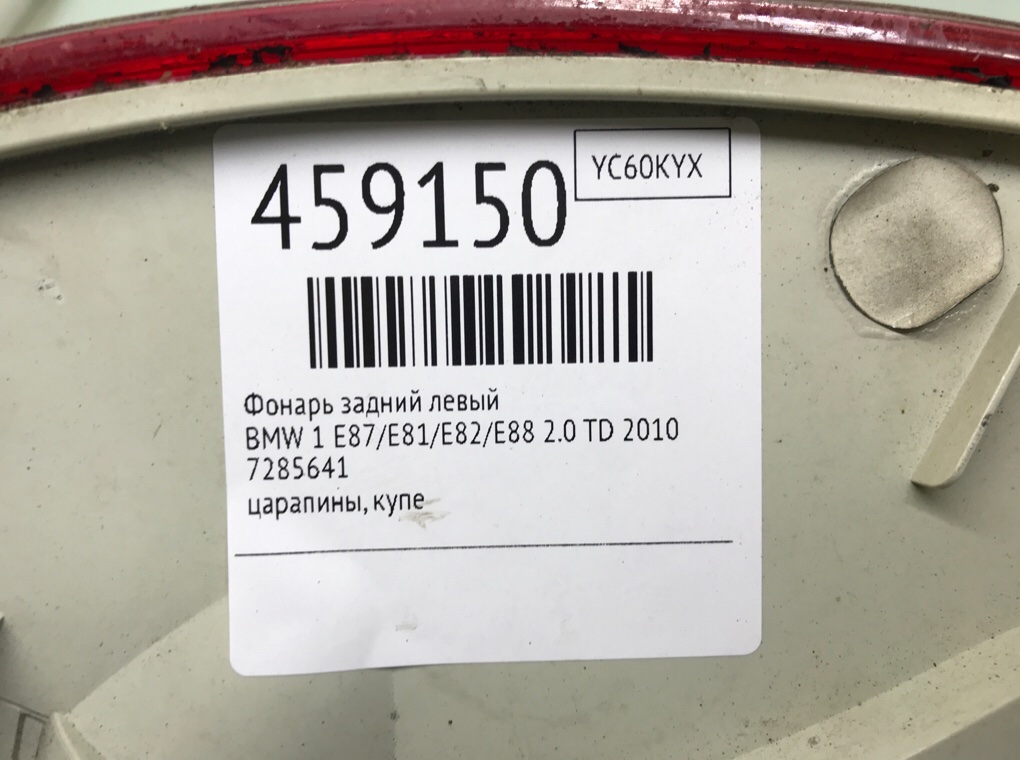 459150
YC60KYX
Фонарь задний левый
BMW 1 E87/E81/E82/E88 2.0 TD 2010
7285641
царапины, купе